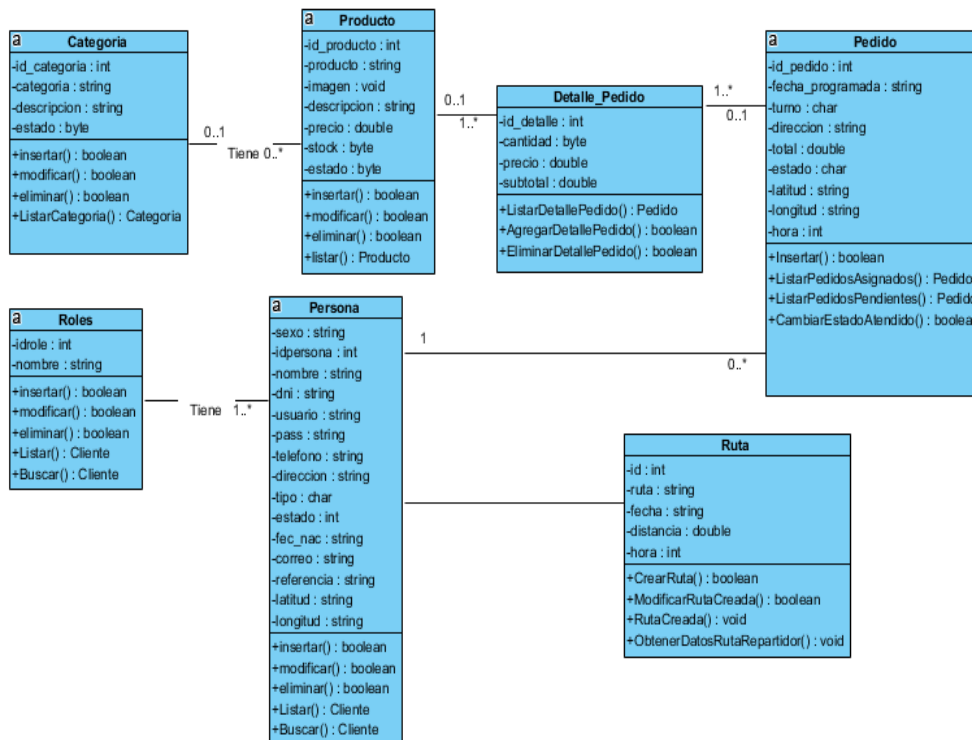 a Categoria
-id_categoria : int
-categoria : string
-descripcion : string
-estado : byte
+insertar() : boolean
+modificar() : boolean
+eliminar() : boolean
+ListarCategoria() : Categoria
0..1
Tiene 0..*
a Producto
-id_producto : int
-producto : string
-imagen : void
-descripcion : string
-precio : double
-stock : byte
-estado : byte
+insertar() : boolean
+modificar() : boolean
+eliminar() : boolean
+listar() : Producto
0..1
1..*
Detalle_Pedido
-id_detalle : int
-cantidad : byte
-precio : double
-subtotal : double
+ListarDetallePedido() : Pedido
+AgregarDetallePedido() : boolean
+EliminarDetallePedido() : boolean
1..*
0..1
a Pedido
-id_pedido : int
-fecha_programada : string
-turno : char
-direccion : string
-total : double
-estado : char
-latitud : string
-longitud : string
-hora : int
+Insertar() : boolean
+ListarPedidosAsignados() : Pedido
+ListarPedidosPendientes() : Pedido
+CambiarEstadoAtendido() : boolea
a Roles
-idrole : int
-nombre : string
+insertar() : boolean
+modificar() : boolean
+eliminar() : boolean
+Listar() : Cliente
+Buscar() : Cliente
Tiene 1..*
a Persona
-sexo : string
-idpersona : int
-nombre : string
-dni : string
-usuario : string
-pass : string
-telefono : string
-direccion : string
-tipo : char
-estado : int
-fec_nac : string
-correo : string
-referencia : string
-latitud : string
-longitud : string
+insertar() : boolean
+modificar() : boolean
+eliminar() : boolean
+Listar() : Cliente
+Buscar() : Cliente
1
0..*
Ruta
-id : int
-ruta : string
-fecha : string
-distancia : double
-hora : int
+CrearRuta() : boolean
+ModificarRutaCreada() : boolean
+RutaCreada() : void
+ObtenerDatosRutaRepartidor() : void